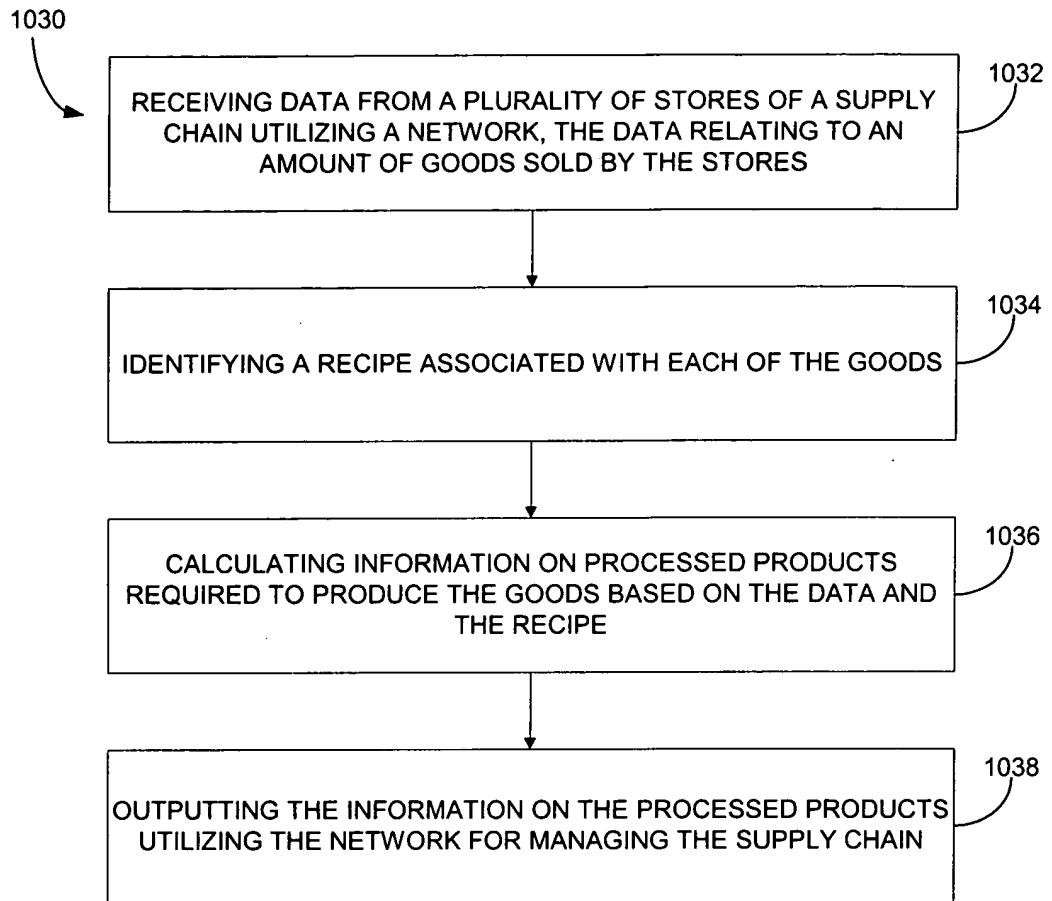 1030
1032
RECEIVING DATA FROM A PLURALITY OF STORES OF A SUPPLY
CHAIN UTILIZING A NETWORK, THE DATA RELATING TO AN
AMOUNT OF GOODS SOLD BY THE STORES
1034
IDENTIFYING A RECIPE ASSOCIATED WITH EACH OF THE GOODS
1036
CALCULATING INFORMATION ON PROCESSED PRODUCTS
REQUIRED TO PRODUCE THE GOODS BASED ON THE DATA AND
THE RECIPE
1038
OUTPUTTING THE INFORMATION ON THE PROCESSED PRODUCTS
UTILIZING THE NETWORK FOR MANAGING THE SUPPLY CHAIN